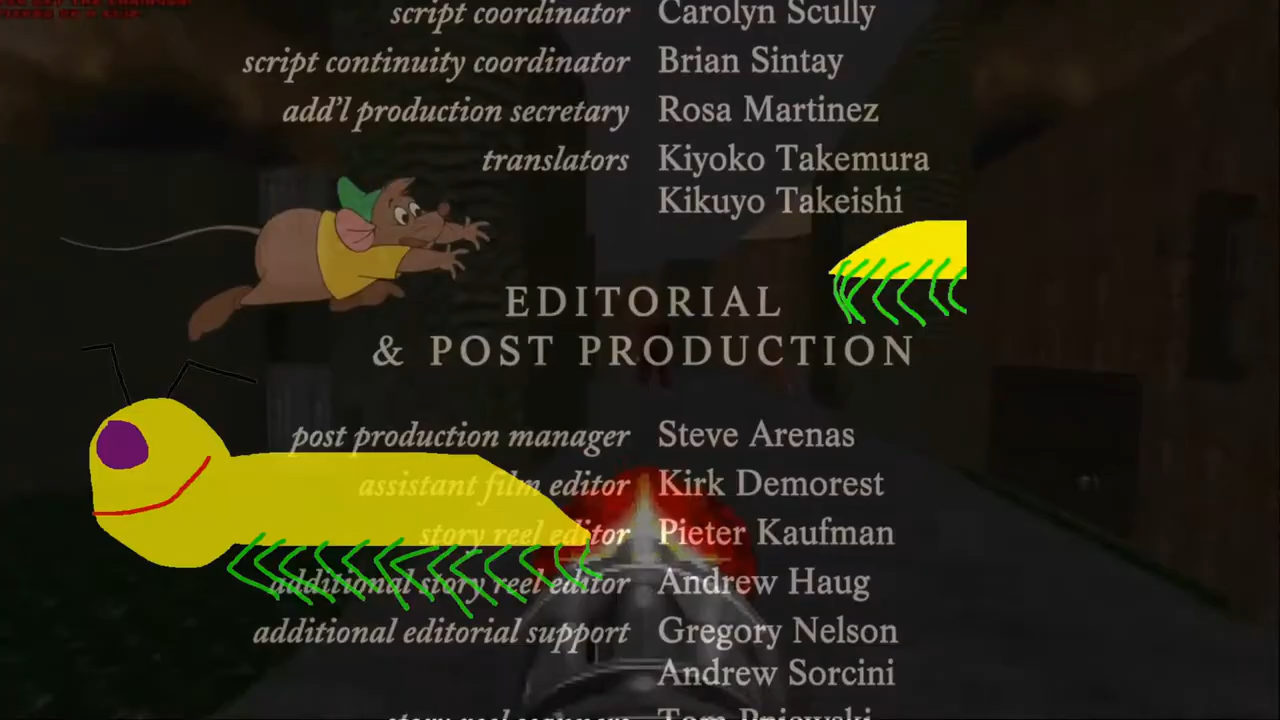 script coordinator Carolyn Scully
script continuity coordinator Brian Sintay
add'l production secretary Rosa Martinez
translators Kiyoko Takemura
Kikuyo Takeishi
EDITORIAL
& POST PRODUCTION
post production manager Steve Arenas
assistant film editor Kirk Demorest
story reel editor Pieter Kaufman
additional story reel editor Andrew Haug
additional editorial support Gregory Nelson
Andrew Sorcini